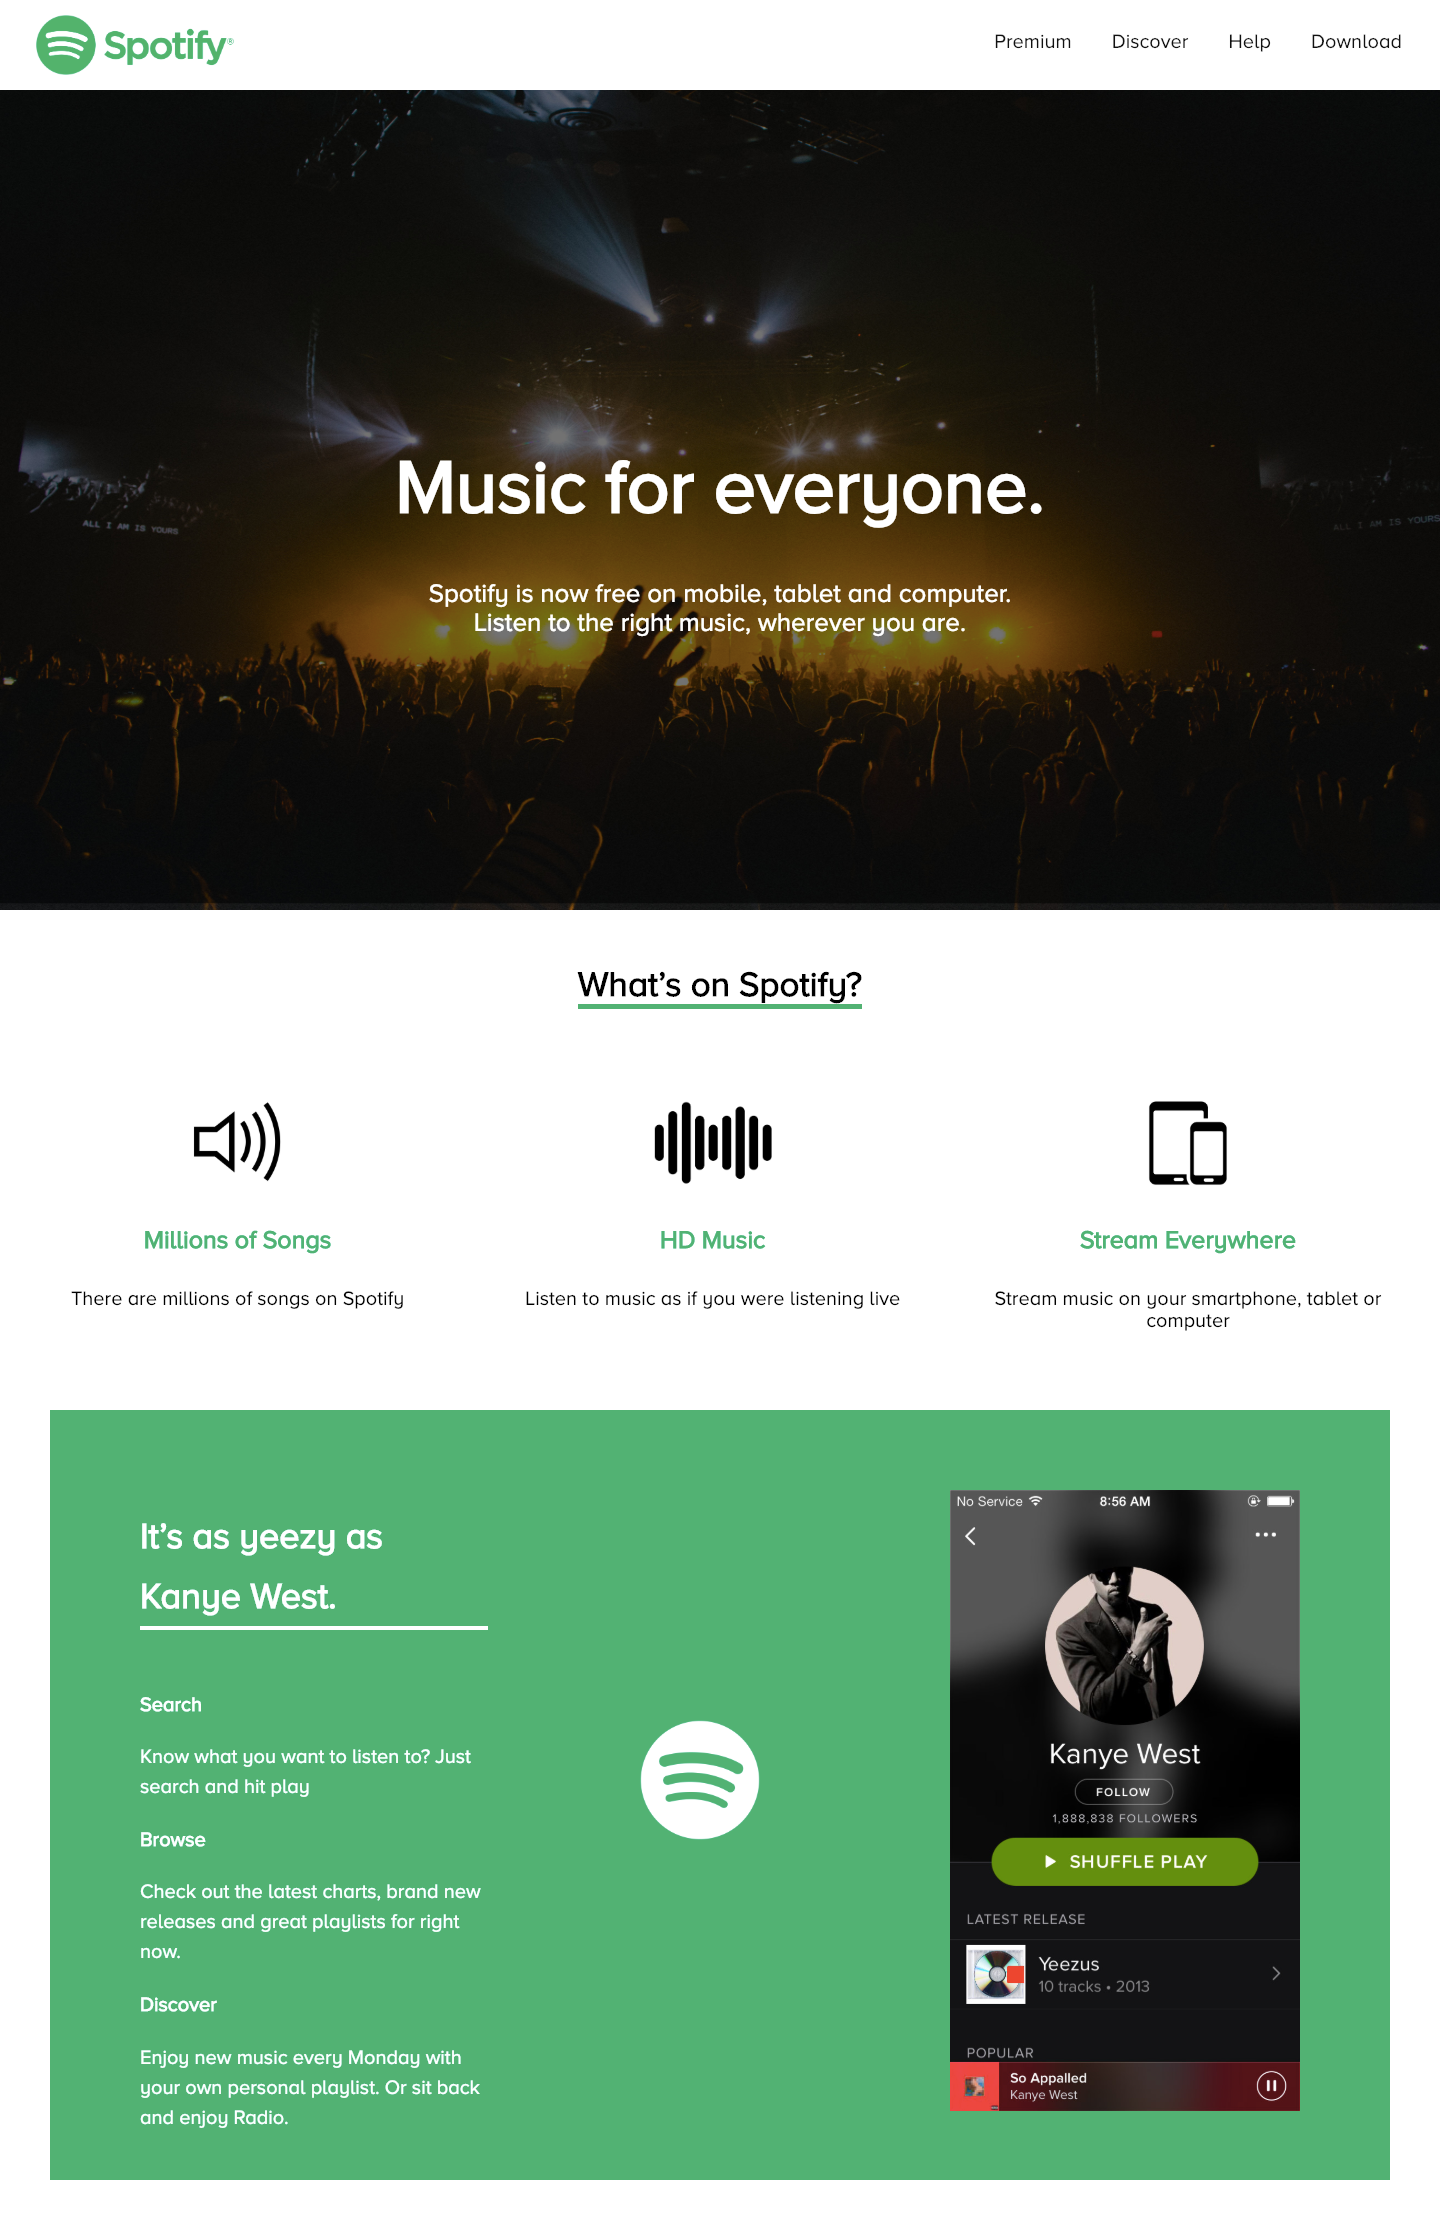 Spotify®
Premium Discover Help Download
ALL I AM IS YOURS
ALL I AM IS YOURS
Music for everyone.
Spotify is now free on mobile, tablet and computer.
Listen to the right music, wherever you are.
What's on Spotify?
Millions of Songs
There are millions of songs on Spotify
HD Music
Listen to music as if you were listening live
Stream Everywhere
Stream music on your smartphone, tablet or
computer
It's as yeezy as
Kanye West.
Search
Know what you want to listen to? Just
search and hit play
Browse
Check out the latest charts, brand new
releases and great playlists for right
now.
Discover
Enjoy new music every Monday with
your own personal playlist. Or sit back
and enjoy Radio.
No Service 8:56 AM
Kanye West
FOLLOW
1,888,838 FOLLOWERS
SHUFFLE PLAY
LATEST RELEASE
Yeezus
10 tracks • 2013
POPULAR
So Appalled
Kanye West